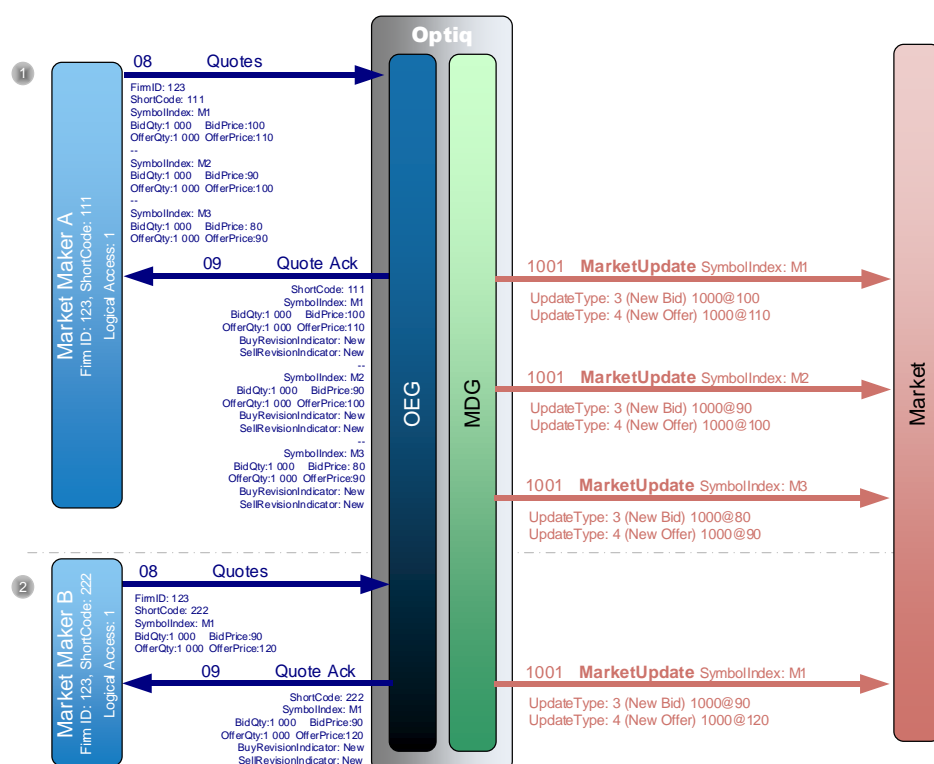 Optiq
1
08 Quotes
FirmID: 123
ShortCode: 111
SymbolIndex: M1
BidQty:1 000 BidPrice:100
OfferQty:1 000 OfferPrice:110
--
SymbolIndex: M2
BidQty:1 000 BidPrice:90
OfferQty:1 000 OfferPrice:100
--
SymbolIndex: M3
BidQty:1 000 BidPrice: 80
OfferQty:1 000 OfferPrice:90
Market Maker A
Firm ID: 123, ShortCode: 111
Logical Access: 1
09 Quote Ack
ShortCode: 111
SymbolIndex: M1
BidQty:1 000 BidPrice:100
OfferQty:1 000 OfferPrice:110
BuyRevisionIndicator: New
SellRevisionIndicator: New
--
SymbolIndex: M2
BidQty:1 000 BidPrice:90
OfferQty:1 000 OfferPrice:100
BuyRevisionIndicator: New
SellRevisionIndicator: New
--
SymbolIndex: M3
BidQty:1 000 BidPrice: 80
OfferQty:1 000 OfferPrice:90
BuyRevisionIndicator: New
SellRevisionIndicator: New
OEG
MDG
1001 MarketUpdate SymbolIndex: M1
UpdateType: 3 (New Bid) 1000@100
UpdateType: 4 (New Offer) 1000@110
1001 MarketUpdate SymbolIndex: M2
UpdateType: 3 (New Bid) 1000@90
UpdateType: 4 (New Offer) 1000@100
1001 MarketUpdate SymbolIndex: M3
UpdateType: 3 (New Bid) 1000@80
UpdateType: 4 (New Offer) 1000@90
Market
2
Market Maker B
Firm ID: 123, ShortCode: 222
Logical Access: 1
08 Quotes
FirmID: 123
ShortCode: 222
SymbolIndex: M1
BidQty:1 000 BidPrice:90
OfferQty:1 000 OfferPrice:120
09 Quote Ack
ShortCode: 222
SymbolIndex: M1
BidQty:1 000 BidPrice:90
OfferQty:1 000 OfferPrice:120
BuyRevisionIndicator: New
SellRevisionIndicator: New
1001 MarketUpdate SymbolIndex: M1
UpdateType: 3 (New Bid) 1000@90
UpdateType: 4 (New Offer) 1000@120